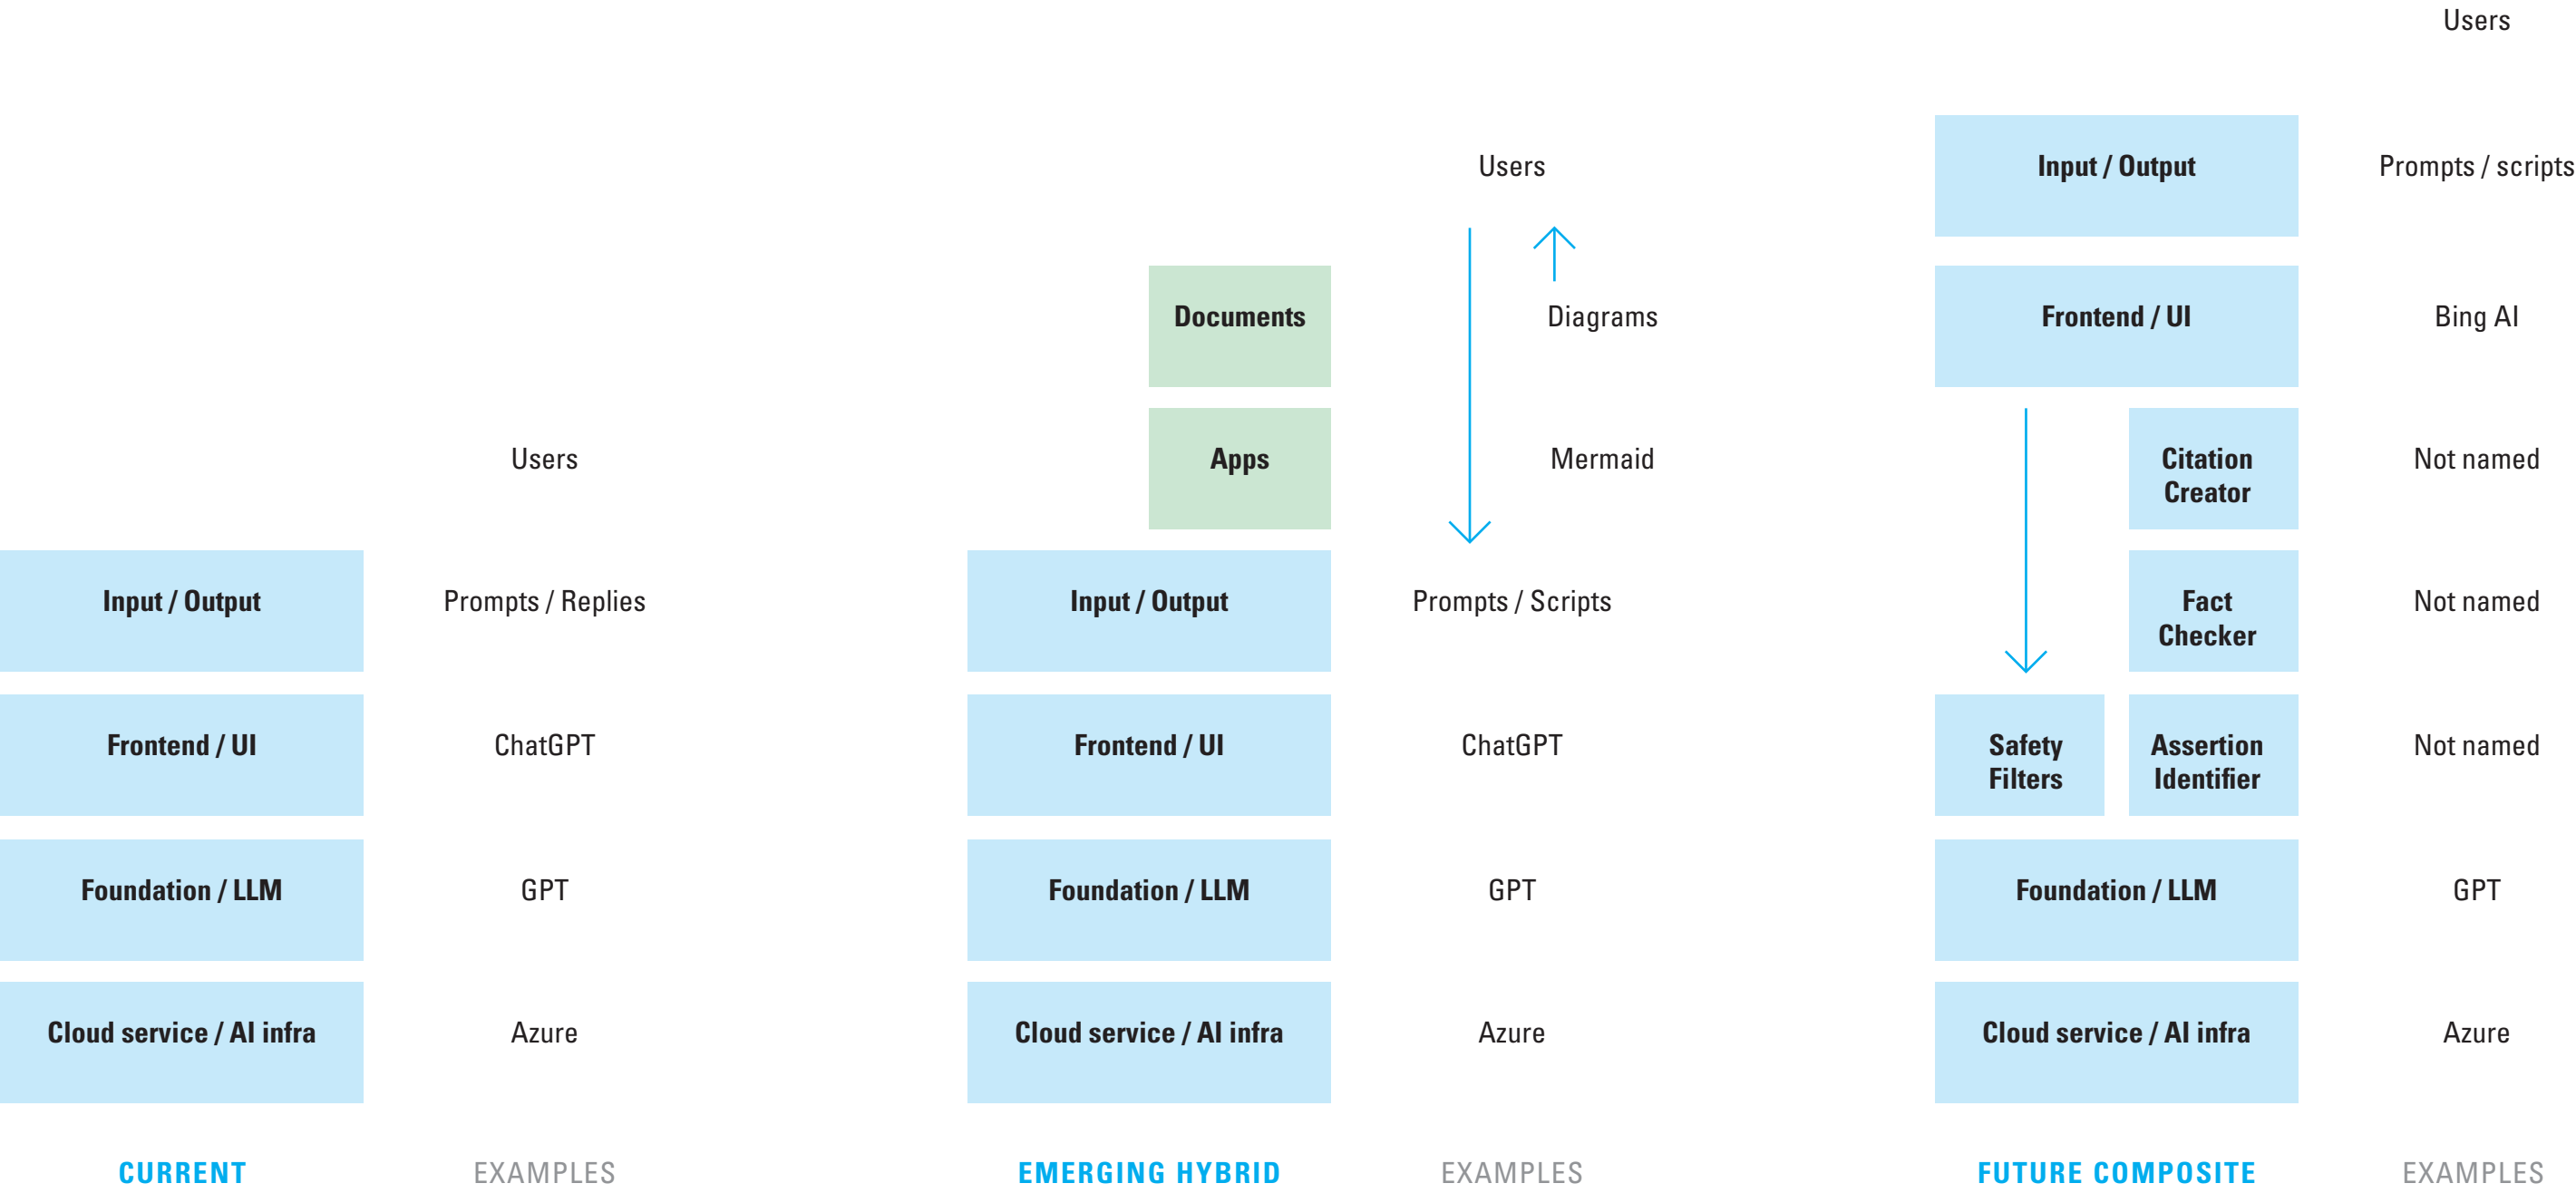 Users
Users
Input / Output
Prompts / scripts
Documents
Diagrams
Frontend / UI
Bing AI
Users
Apps
Mermaid
Citation
Creator
Not named
Input / Output
Prompts / Replies
Input / Output
Prompts / Scripts
Fact
Checker
Not named
Frontend / UI
ChatGPT
Frontend / UI
ChatGPT
Safety
Filters
Assertion
Identifier
Not named
Foundation / LLM
GPT
Foundation / LLM
GPT
Foundation / LLM
GPT
Cloud service / AI infra
Azure
Cloud service / AI infra
Azure
Cloud service / AI infra
Azure
CURRENT
EXAMPLES
EMERGING HYBRID
EXAMPLES
FUTURE COMPOSITE
EXAMPLES